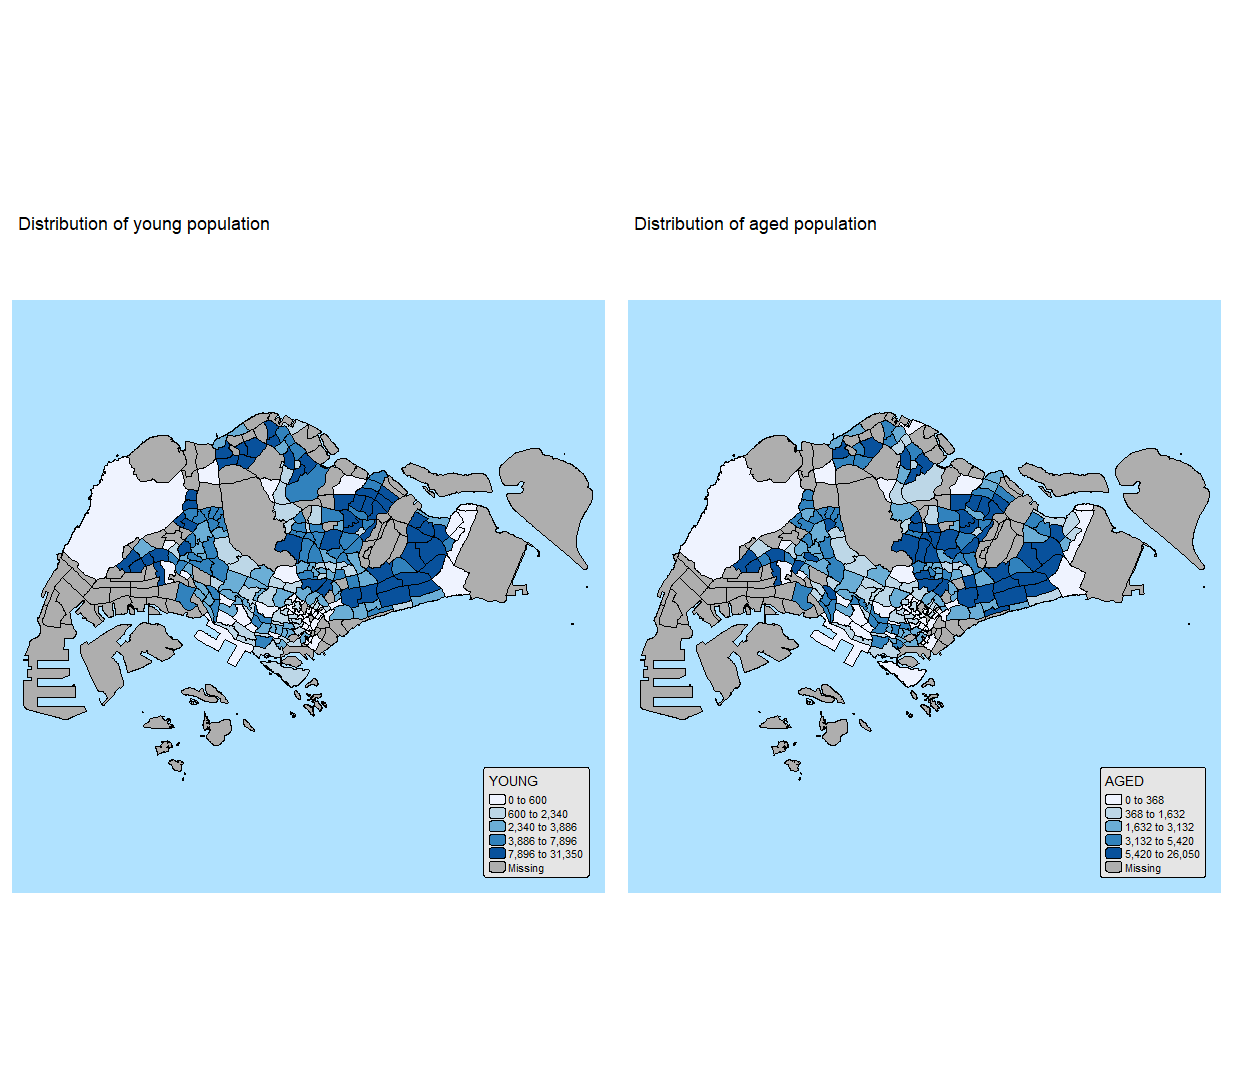 Distribution of young population
Distribution of aged population
YOUNG
0 to 600
600 to 2,340
2,340 to 3,886
3,886 to 7,896
7,896 to 31,350
Missing
AGED
0 to 368
368 to 1,632
1,632 to 3,132
3,132 to 5,420
5,420 to 26,050
Missing